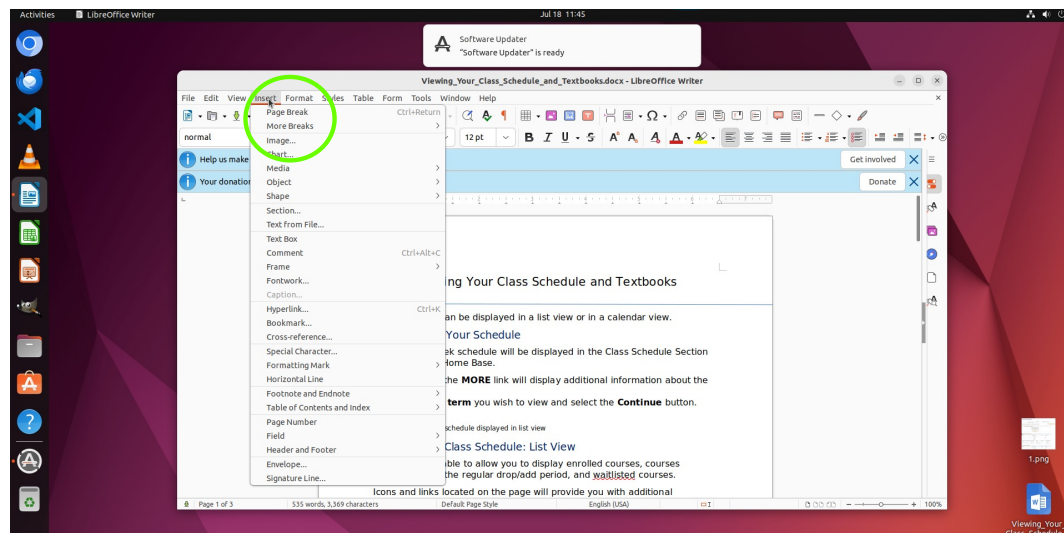 Activities LibreOffice Writer Jul 18 11:45
Software Updater
"Software Updater" is ready
Viewing_Your_Class_Schedule_and_Textbooks.docx - LibreOffice Writer
File Edit View Insert Format Styles Table Form Tools Window Help
normal 12 pt
Help us make Get involved
Your donation Donate
Page Break Ctrl+Return
More Breaks
Image...
Chart...
Media
Object
Shape
Section...
Text from File...
Text Box
Comment Ctrl+Alt+C
Frame
Fontwork...
Caption...
Hyperlink... Ctrl+K
Bookmark...
Cross-reference...
Special Character...
Formatting Mark
Horizontal Line
Footnote and Endnote
Table of Contents and Index
Page Number
Field
Header and Footer
Envelope...
Signature Line...
ng Your Class Schedule and Textbooks
an be displayed in a list view or in a calendar view.
Your Schedule
ek schedule will be displayed in the Class Schedule Section
Home Base.
the MORE link will display additional information about the
term you wish to view and select the Continue button.
schedule displayed in list view
Class Schedule: List View
able to allow you to display enrolled courses, courses
the regular drop/add period, and waitlisted courses.
Icons and links located on the page will provide you with additional
Page 1 of 3 535 words, 3,369 characters Default Page Style English (USA) 100%
1.png
Viewing_Your_